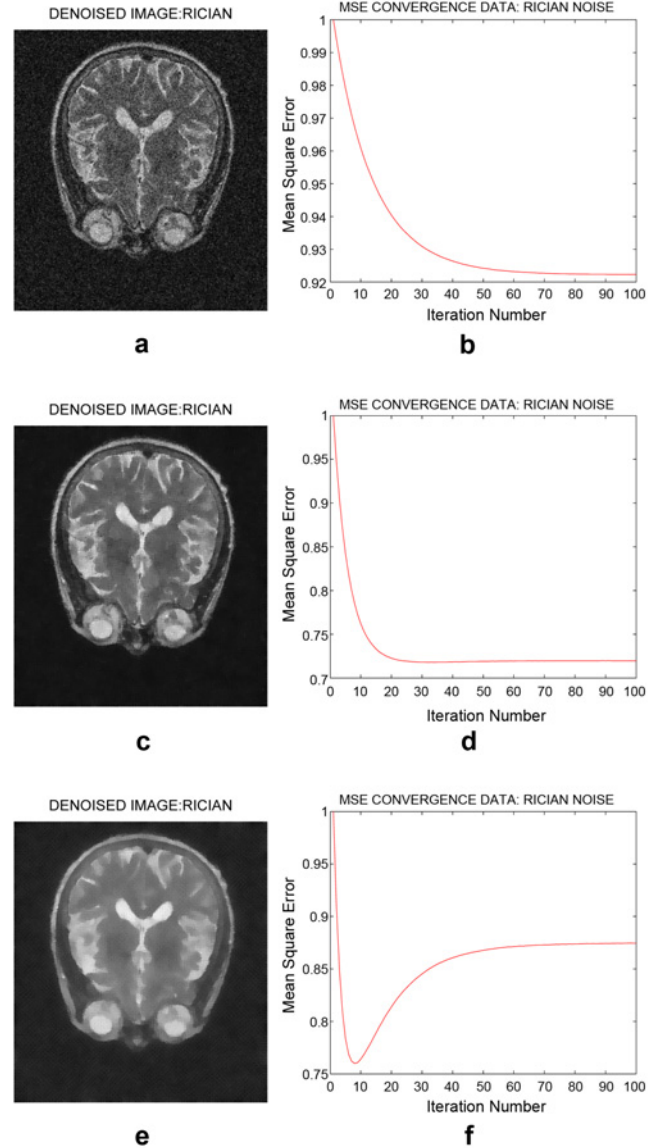 DENOISED IMAGE:RICIAN
MSE CONVERGENCE DATA: RICIAN NOISE
Mean Square Error
1
0.99
0.98
0.97
0.96
0.95
0.94
0.93
0.92
0 10 20 30 40 50 60 70 80 90 100
Iteration Number
a
b
DENOISED IMAGE:RICIAN
MSE CONVERGENCE DATA: RICIAN NOISE
Mean Square Error
1
0.95
0.9
0.85
0.8
0.75
0.7
0 10 20 30 40 50 60 70 80 90 100
Iteration Number
c
d
DENOISED IMAGE:RICIAN
MSE CONVERGENCE DATA: RICIAN NOISE
Mean Square Error
1
0.95
0.9
0.85
0.8
0.75
0 10 20 30 40 50 60 70 80 90 100
Iteration Number
e
f